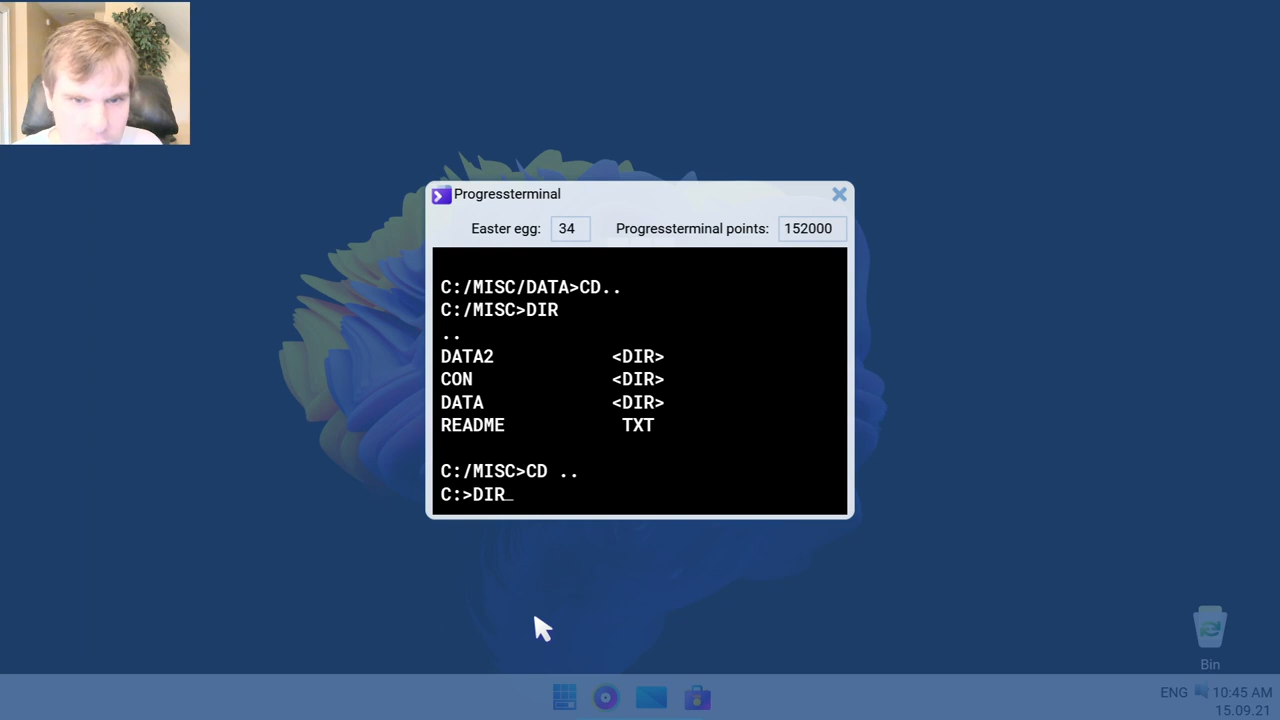 Progressterminal
Easter egg: 34 Progressterminal points: 152000
C:/MISC/DATA>CD..
C:/MISC>DIR
..
DATA2 <DIR>
CON <DIR>
DATA <DIR>
README TXT
C:/MISC>CD ..
C:>DIR_
Bin
ENG 10:45 AM
15.09.21